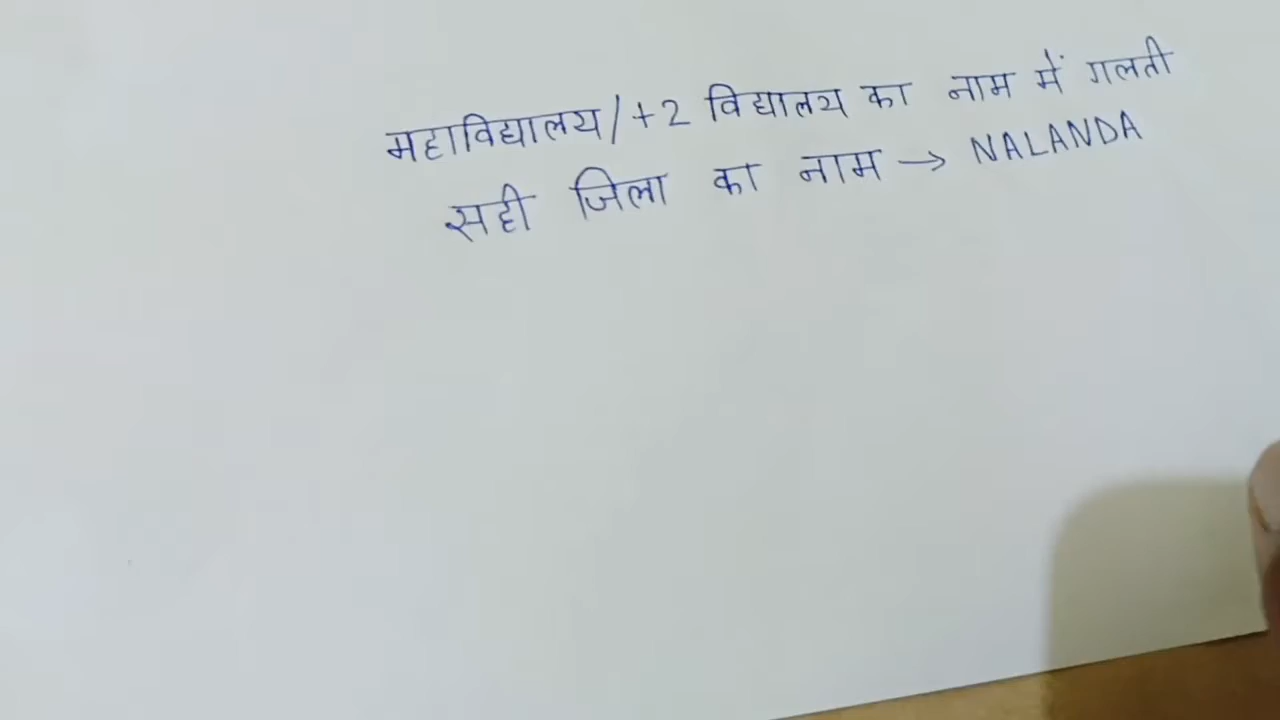 महाविद्यालय/+2 विद्यालय का नाम में गलती
सही जिला का नाम → NALANDA